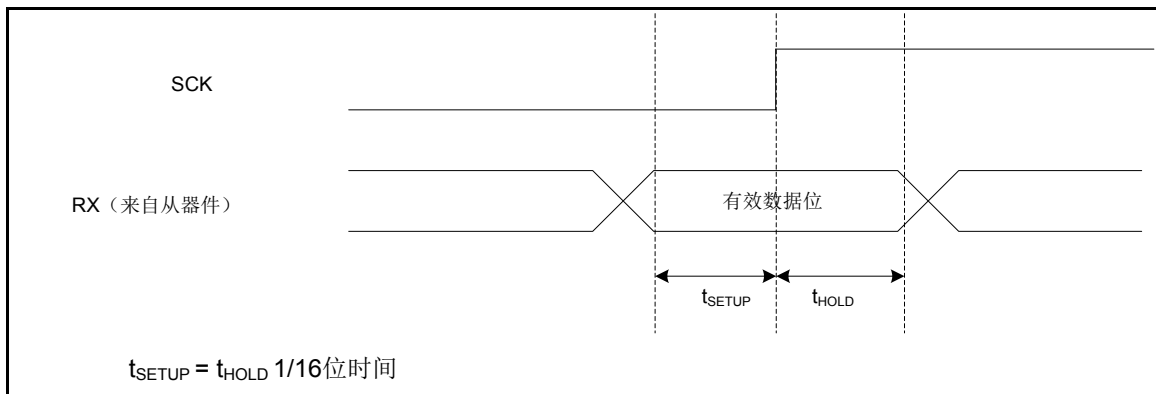 SCK
RX（来自从器件）
有效数据位
tSETUP
tHOLD
tSETUP = tHOLD 1/16位时间